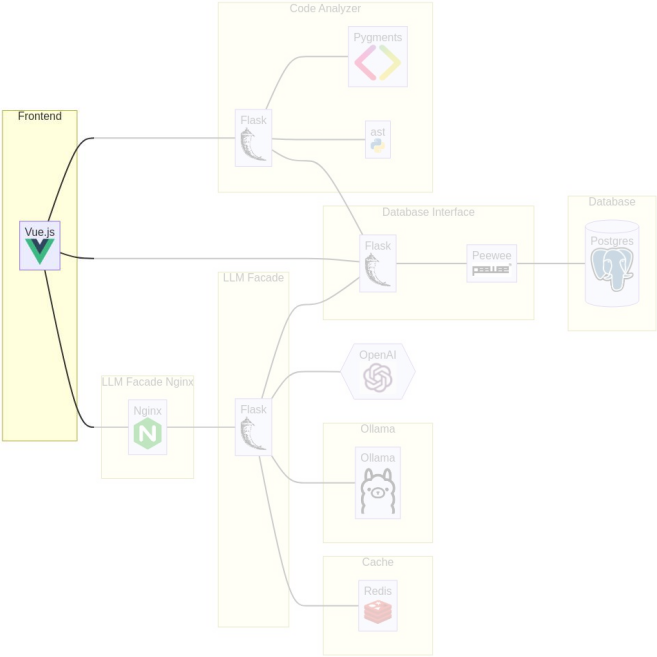 Code Analyzer
Pygments
Frontend
Flask
ast
Database
Database Interface
Vue.js
Postgres
Flask
Peewee
peewee
LLM Facade
OpenAI
LLM Facade Nginx
Nginx
Flask
Ollama
Ollama
Cache
Redis